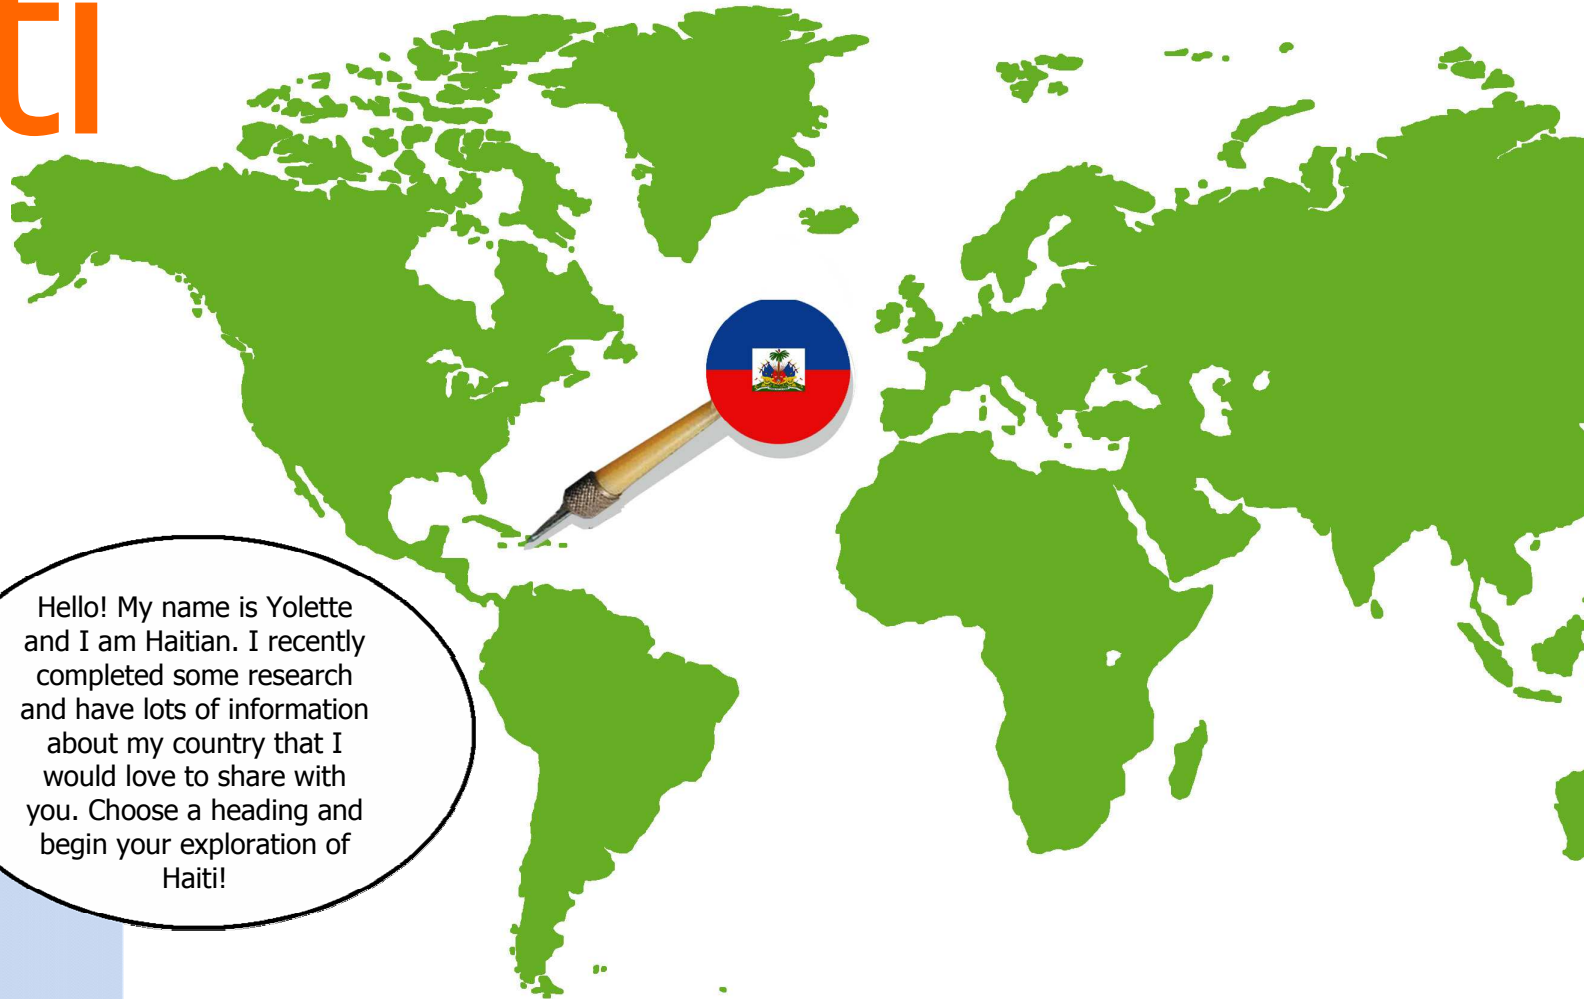 ti
Hello! My name is Yolette
and I am Haitian. I recently
completed some research
and have lots of information
about my country that I
would love to share with
you. Choose a heading and
begin your exploration of
Haiti!